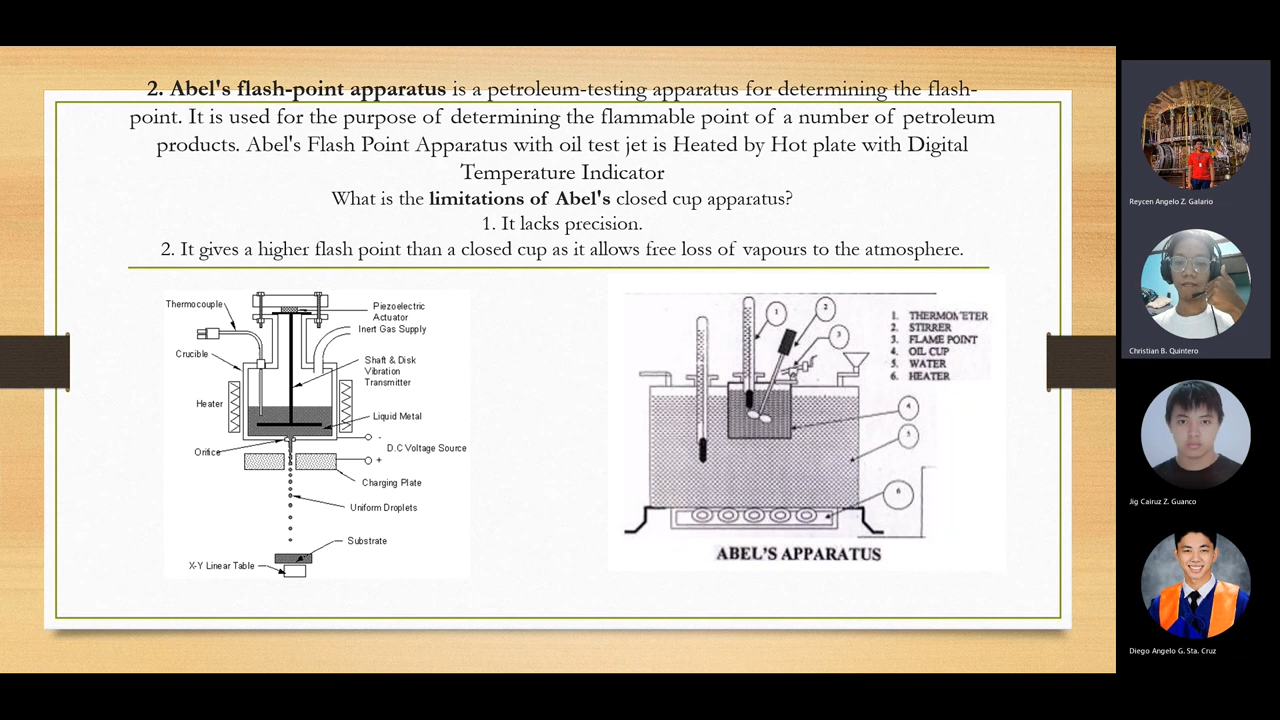 2. Abel's flash-point apparatus is a petroleum-testing apparatus for determining the flash-
point. It is used for the purpose of determining the flammable point of a number of petroleum
products. Abel's Flash Point Apparatus with oil test jet is Heated by Hot plate with Digital
Temperature Indicator
What is the limitations of Abel's closed cup apparatus?
1. It lacks precision.
2. It gives a higher flash point than a closed cup as it allows free loss of vapours to the atmosphere.
Thermocouple
Piezoelectric
Actuator
Inert Gas Supply
Crucible
Shaft & Disk
Vibration
Transmitter
Heater
Liquid Metal
Orifice
-
D.C Voltage Source
+
Charging Plate
Uniform Droplets
Substrate
X-Y Linear Table
1
2
3
4
5
6
1. THERMOMETER
2. STIRRER
3. FLAME POINT
4. OIL CUP
5. WATER
6. HEATER
ABEL'S APPARATUS
Reycen Angelo Z. Galario
Christian B. Quintero
Jig Cairuz Z. Guanco
Diego Angelo G. Sta. Cruz